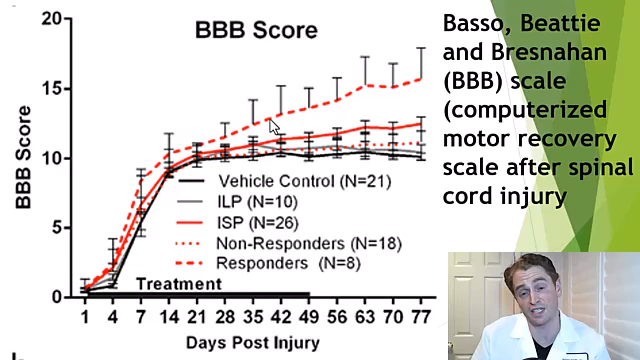 BBB Score
20
15
10
5
0
BBB Score
Vehicle Control (N=21)
ILP (N=10)
ISP (N=26)
Non-Responders (N=18)
Responders (N=8)
Treatment
1 4 7 14 21 28 35 42 49 56 63 70 77
Days Post Injury
Basso, Beattie
and Bresnahan
(BBB) scale
(computerized
motor recovery
scale after spinal
cord injury